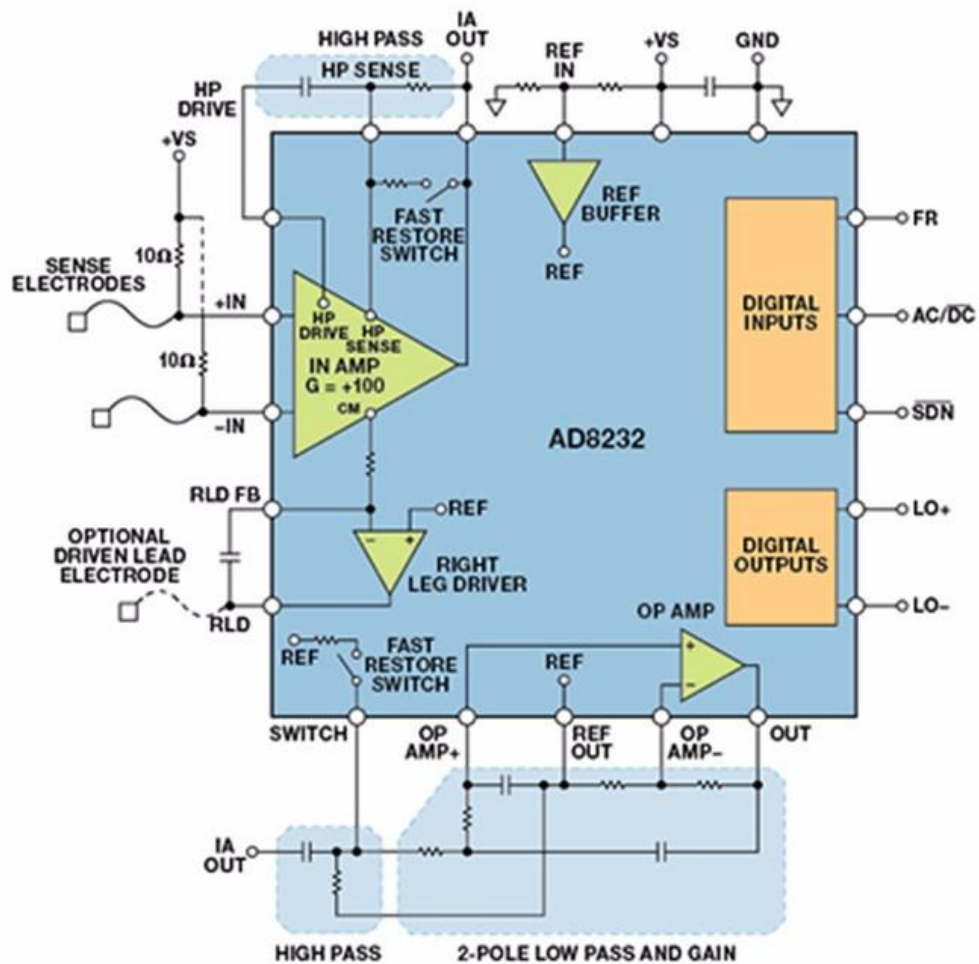 HIGH PASS
IA
OUT
HP SENSE
REF
IN
+VS
GND
HP
DRIVE
+VS
10Ω
SENSE
ELECTRODES
+IN
10Ω
−IN
FAST
RESTORE
SWITCH
REF
BUFFER
REF
HP
DRIVE
HP
SENSE
IN AMP
G = +100
CM
AD8232
DIGITAL
INPUTS
FR
AC/D̅C̅
S̅D̅N̅
RLD FB
REF
OPTIONAL
DRIVEN LEAD
ELECTRODE
RIGHT
LEG DRIVER
RLD
DIGITAL
OUTPUTS
LO+
LO−
OP AMP
REF
FAST
RESTORE
SWITCH
REF
SWITCH
OP
AMP+
REF
OUT
OP
AMP−
OUT
IA
OUT
HIGH PASS
2-POLE LOW PASS AND GAIN